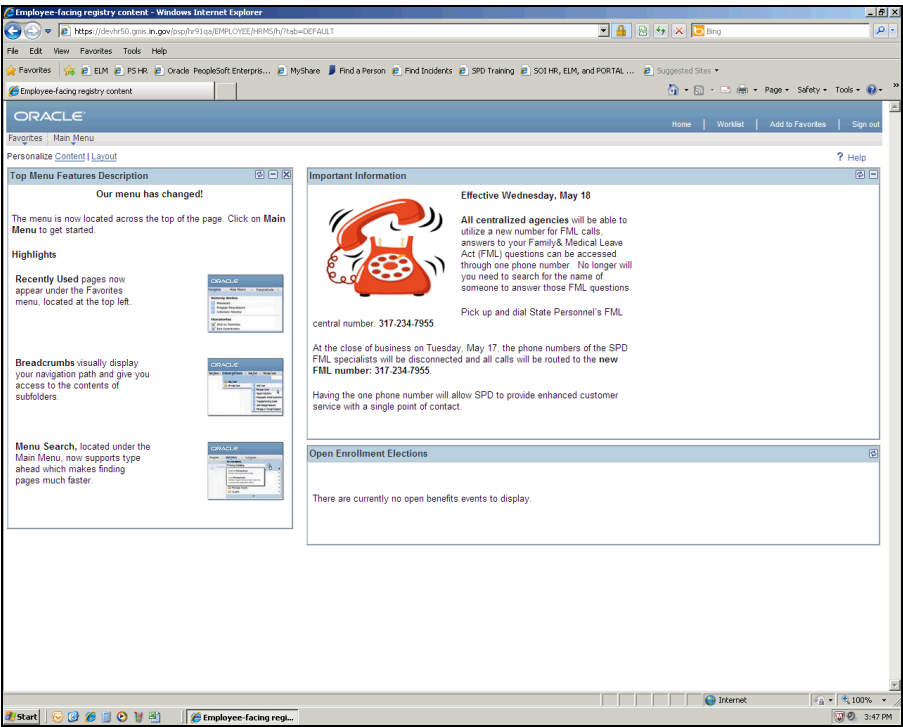 Employee-facing registry content - Windows Internet Explorer
https://devhr50.gmis.in.gov/psp/hr91qa/EMPLOYEE/HRMS/h/?tab=DEFAULT
Bing
File Edit View Favorites Tools Help
Favorites ELM PS HR Oracle PeopleSoft Enterpris... MyShare Find a Person Find Incidents SPD Training SOI HR, ELM, and PORTAL ... Suggested Sites
Employee-facing registry content
Page Safety Tools
ORACLE
Home | Worklist | Add to Favorites | Sign out
Favorites Main Menu
Personalize Content | Layout
? Help
Top Menu Features Description
Our menu has changed!
The menu is now located across the top of the page. Click on Main
Menu to get started.
Highlights
Recently Used pages now
appear under the Favorites
menu, located at the top left.
ORACLE
Breadcrumbs visually display
your navigation path and give you
access to the contents of
subfolders.
ORACLE
Menu Search, located under the
Main Menu, now supports type
ahead which makes finding
pages much faster.
ORACLE
Important Information
Effective Wednesday, May 18
All centralized agencies will be able to
utilize a new number for FML calls,
answers to your Family& Medical Leave
Act (FML) questions can be accessed
through one phone number. No longer will
you need to search for the name of
someone to answer those FML questions.
Pick up and dial State Personnel's FML
central number: 317-234-7955.
At the close of business on Tuesday, May 17, the phone numbers of the SPD
FML specialists will be disconnected and all calls will be routed to the new
FML number: 317-234-7955.
Having the one phone number will allow SPD to provide enhanced customer
service with a single point of contact.
Open Enrollment Elections
There are currently no open benefits events to display.
Internet
100%
Start
Employee-facing regi...
3:47 PM